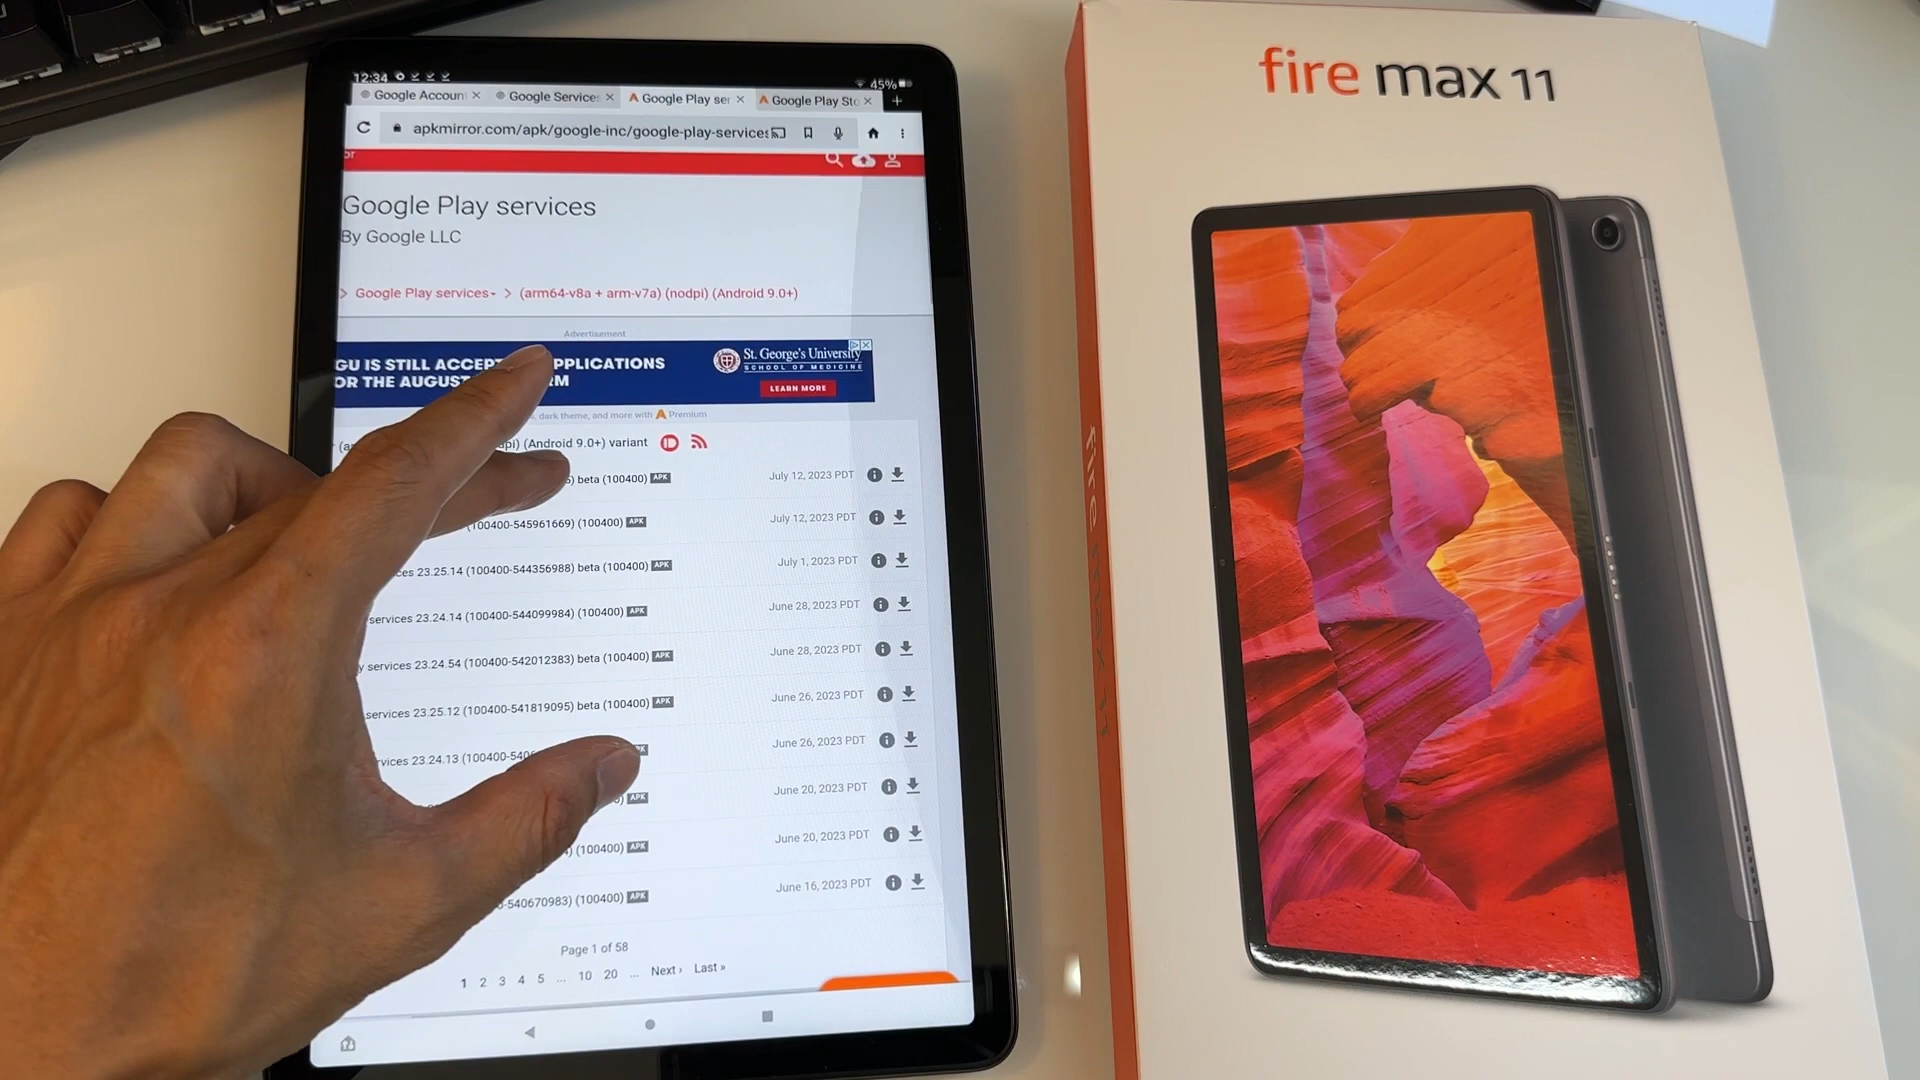 12:34
45%
Google Accoun
Google Service
Google Play ser
Google Play Sto
apkmirror.com/apk/google-inc/google-play-services
or
Google Play services
By Google LLC
> Google Play services > (arm64-v8a + arm-v7a) (nodpi) (Android 9.0+)
Advertisement
GU IS STILL ACCEP PPLICATIONS
OR THE AUGUST RM
St. George's University
SCHOOL OF MEDICINE
LEARN MORE
, dark theme, and more with Premium
(a pi) (Android 9.0+) variant
) beta (100400) APK July 12, 2023 PDT
(100400-545961669) (100400) APK July 12, 2023 PDT
ces 23.25.14 (100400-544356988) beta (100400) APK July 1, 2023 PDT
services 23.24.14 (100400-544099984) (100400) APK June 28, 2023 PDT
y services 23.24.54 (100400-542012383) beta (100400) APK June 28, 2023 PDT
services 23.25.12 (100400-541819095) beta (100400) APK June 26, 2023 PDT
rvices 23.24.13 (100400-540 PK June 26, 2023 PDT
) APK June 20, 2023 PDT
) (100400) APK June 20, 2023 PDT
-540670983) (100400) APK June 16, 2023 PDT
Page 1 of 58
1 2 3 4 5 ... 10 20 ... Next › Last »
fire max 11
fire max 11